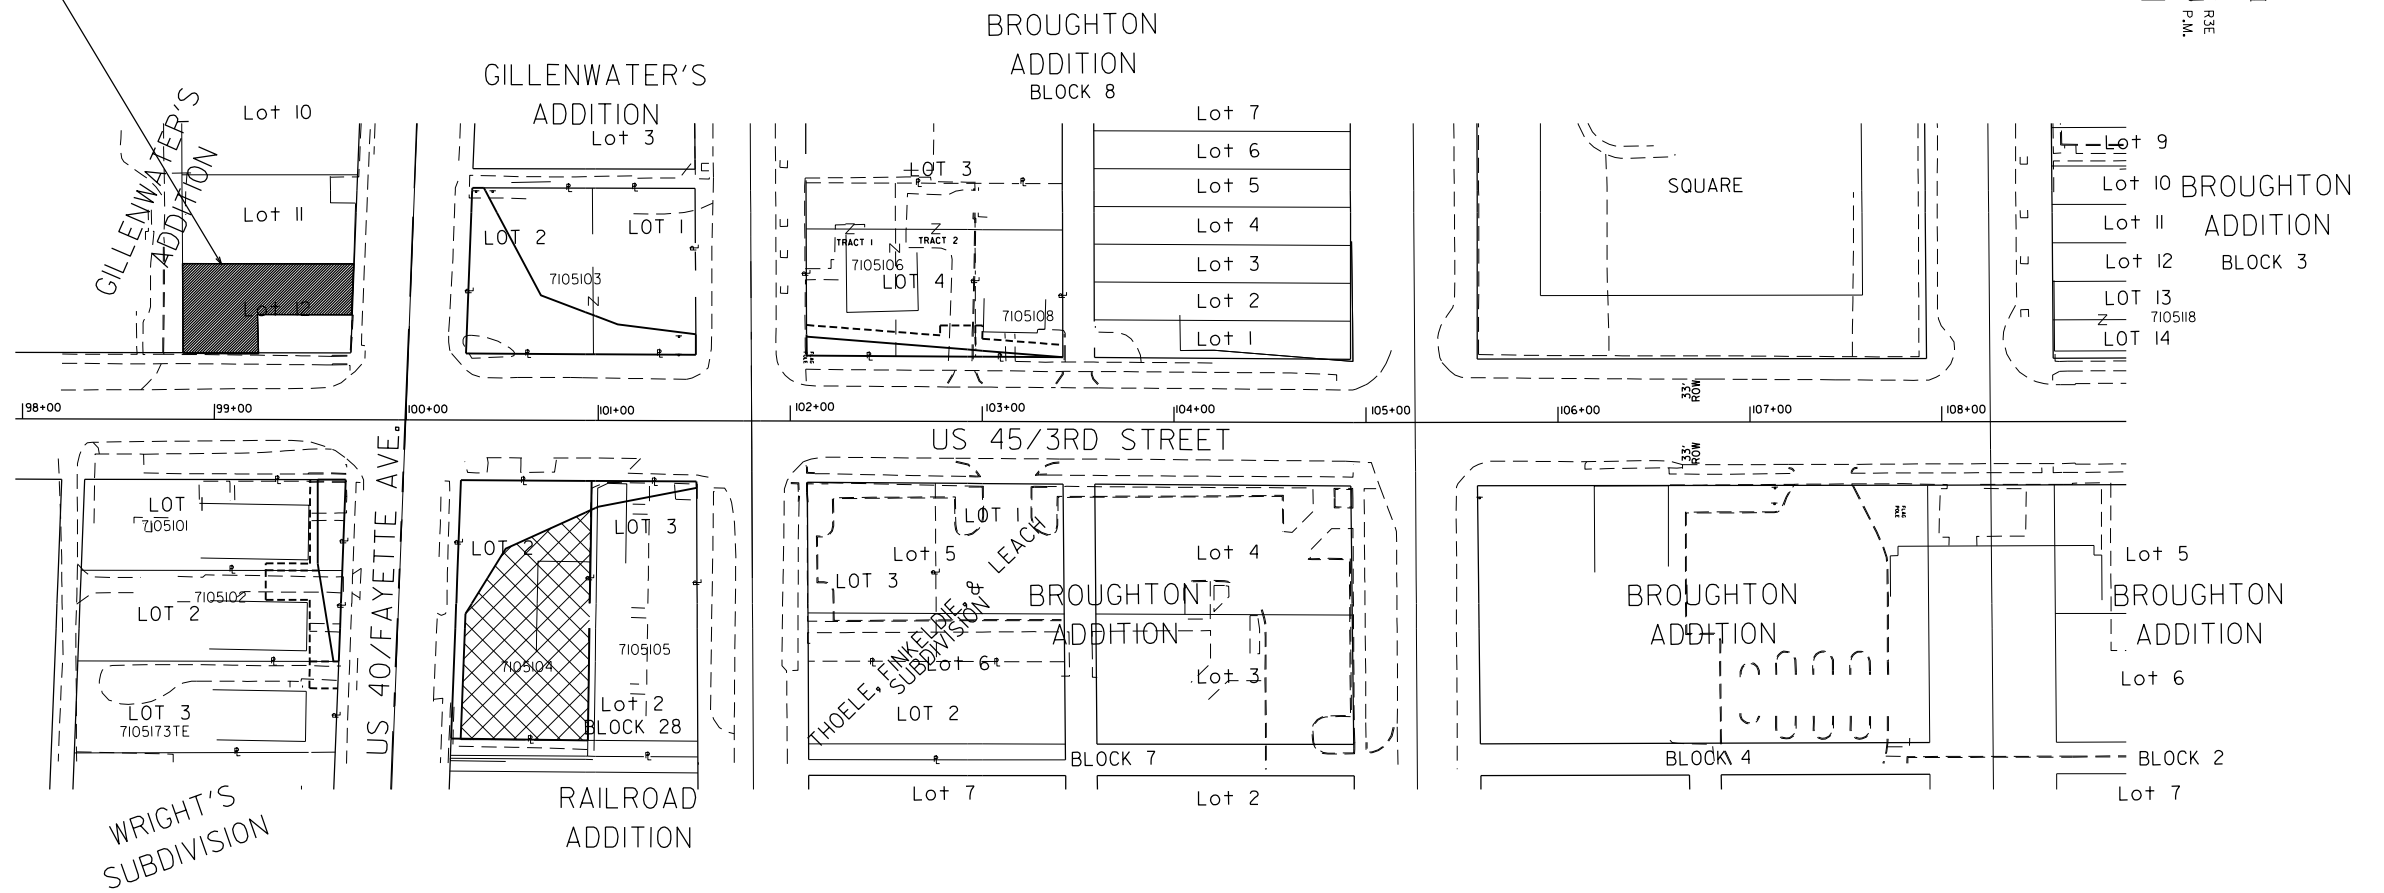 BROUGHTON
ADDITION
BLOCK 8
R3E
P.M.
GILLENWATER'S
ADDITION
Lot 3
GILLENWATER'S
ADDITION
Lot 10
Lot 11
Lot 12
LOT 2
LOT 1
7105103
LOT 3
TRACT 1
TRACT 2
7105106
LOT 4
7105108
Lot 7
Lot 6
Lot 5
Lot 4
Lot 3
Lot 2
Lot 1
SQUARE
Lot 9
Lot 10
Lot 11
Lot 12
LOT 13
7105118
LOT 14
BROUGHTON
ADDITION
BLOCK 3
33'
ROW
98+00
99+00
100+00
101+00
102+00
103+00
104+00
105+00
106+00
107+00
108+00
US 45/3RD STREET
33'
ROW
US 40/FAYETTE AVE.
LOT
7105101
7105102
LOT 2
LOT 3
7105173TE
WRIGHT'S
SUBDIVISION
LOT 2
LOT 3
7105104
7105105
Lot 2
BLOCK 28
RAILROAD
ADDITION
LOT 1
Lot 5
LOT 3
THOELE, FINKELDIE, & LEACH
SUBDIVISION
Lot 6
LOT 2
Lot 7
Lot 4
BROUGHTON
ADDITION
Lot 3
BLOCK 7
Lot 2
FLAG
POLE
BROUGHTON
ADDITION
BLOCK 4
Lot 5
BROUGHTON
ADDITION
Lot 6
BLOCK 2
Lot 7